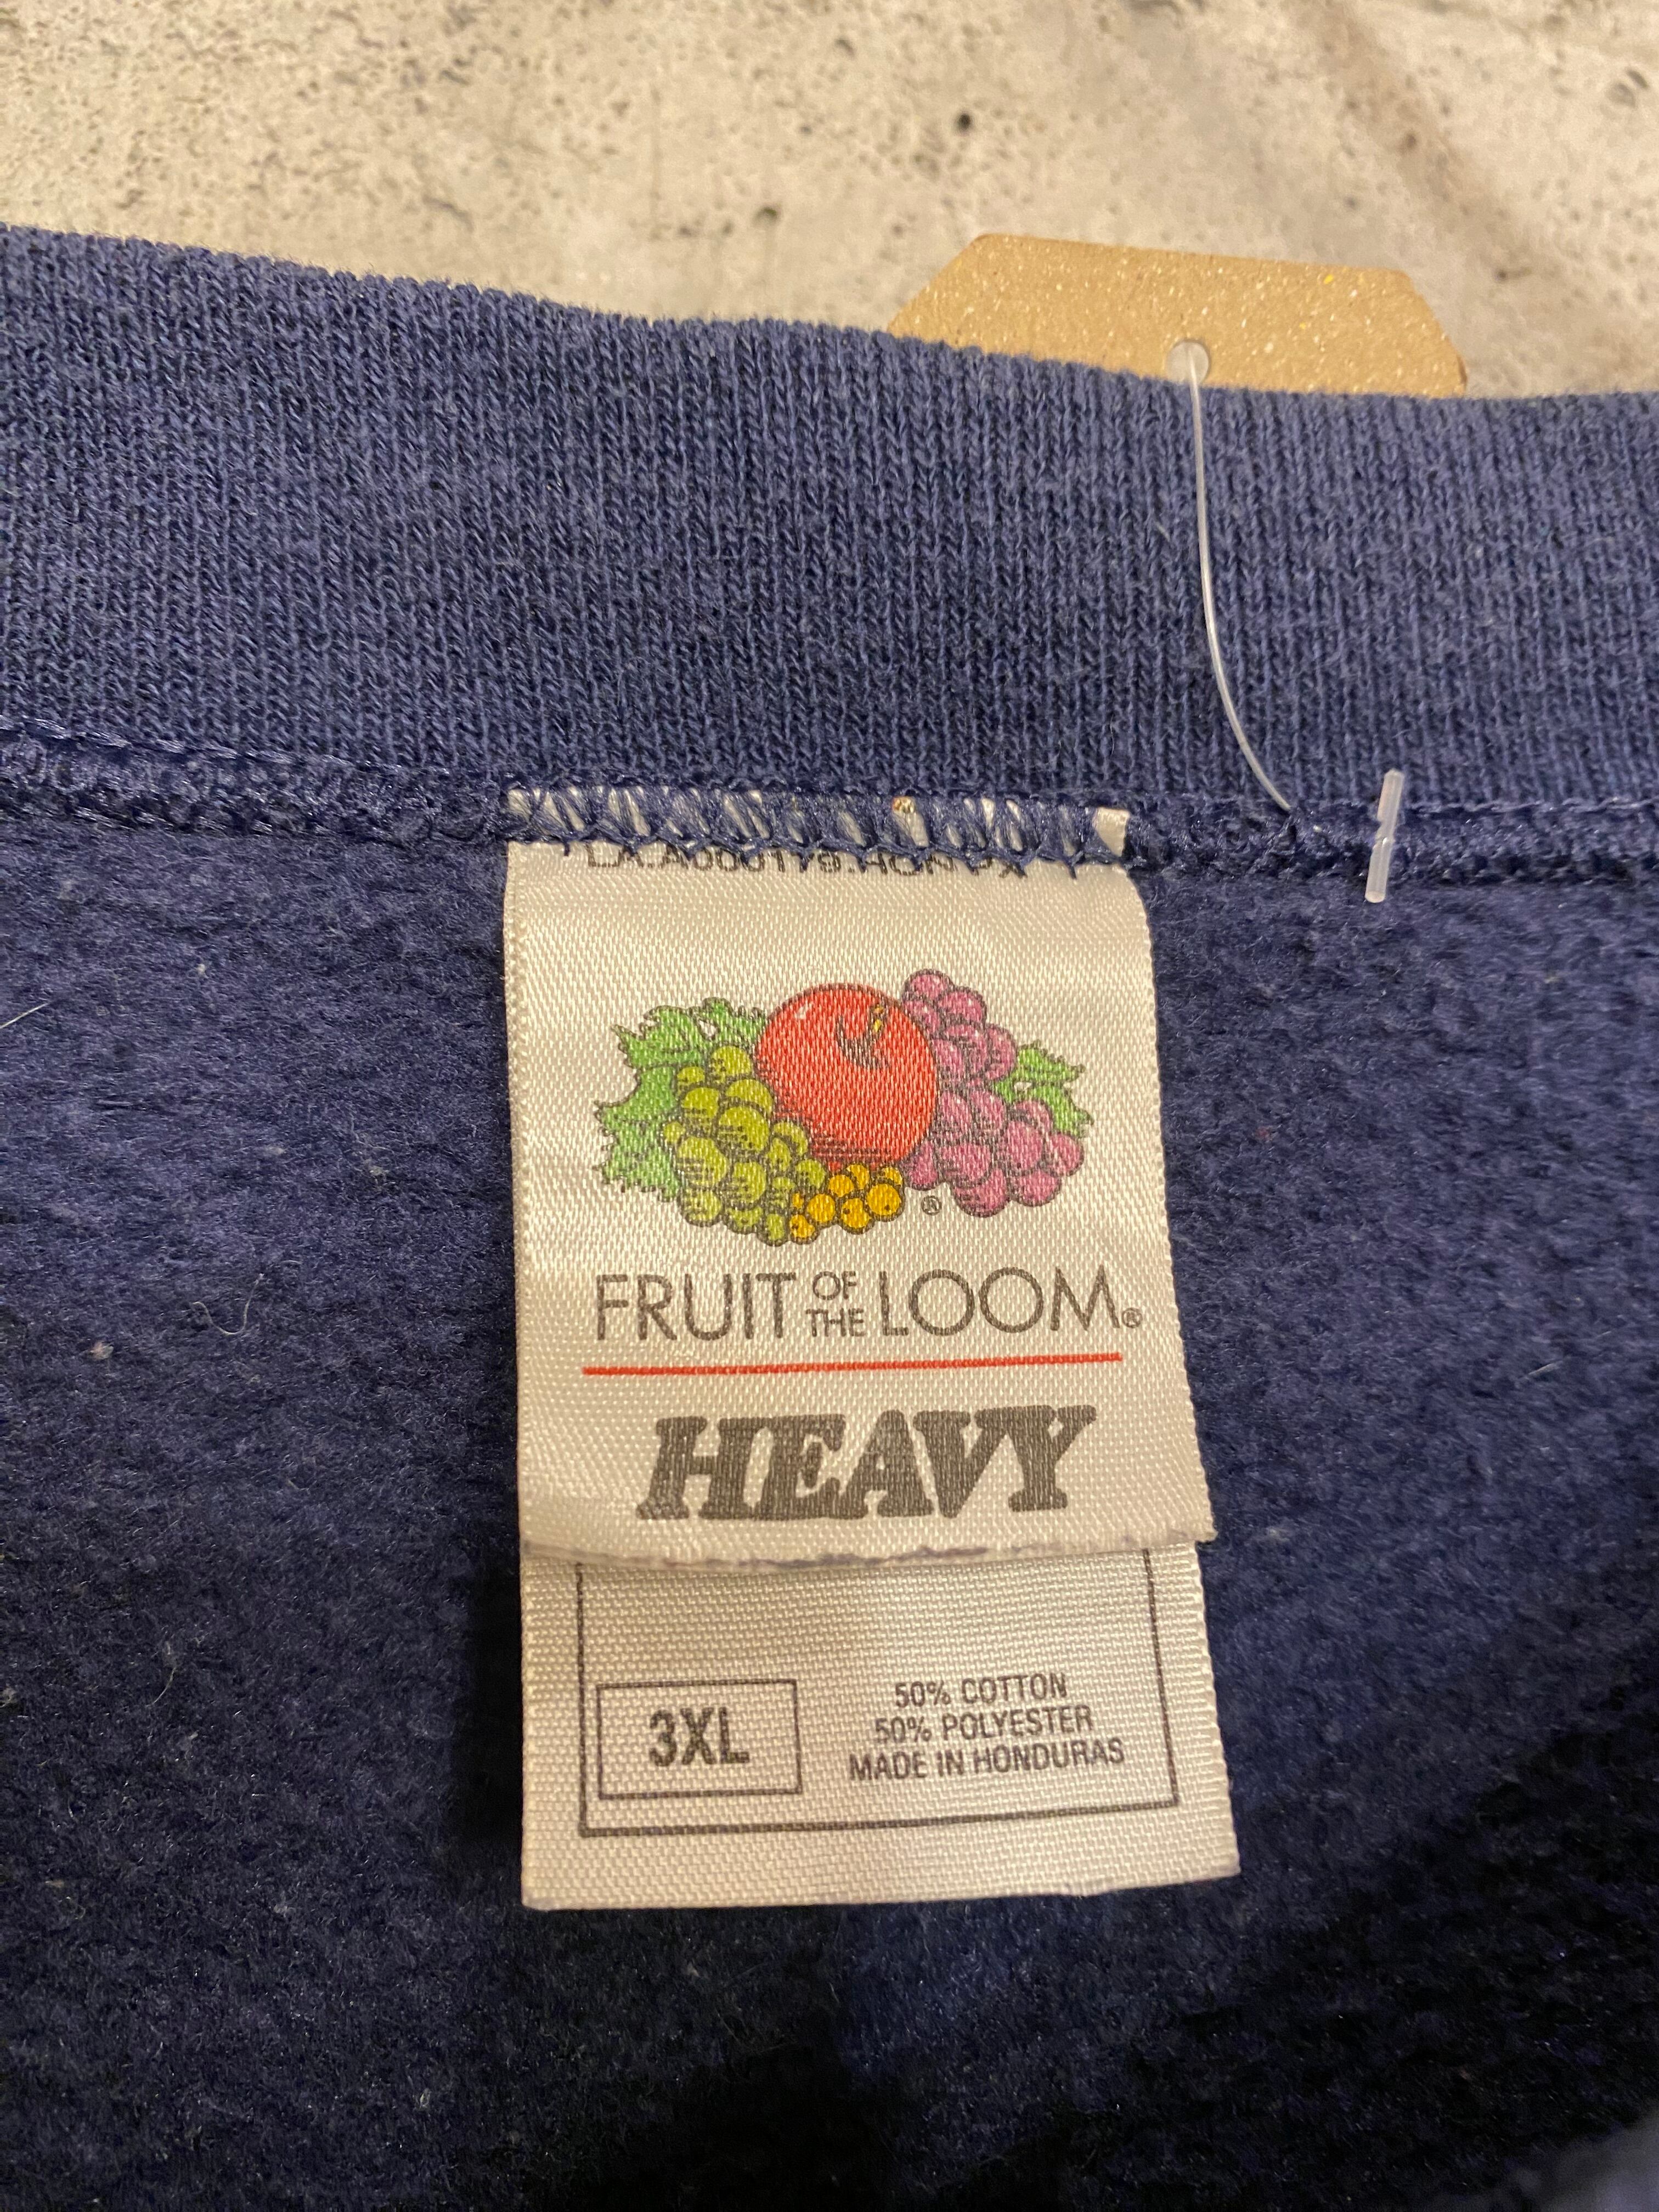 ®
FRUIT OF THE LOOM®
HEAVY
3XL
50% COTTON
50% POLYESTER
MADE IN HONDURAS